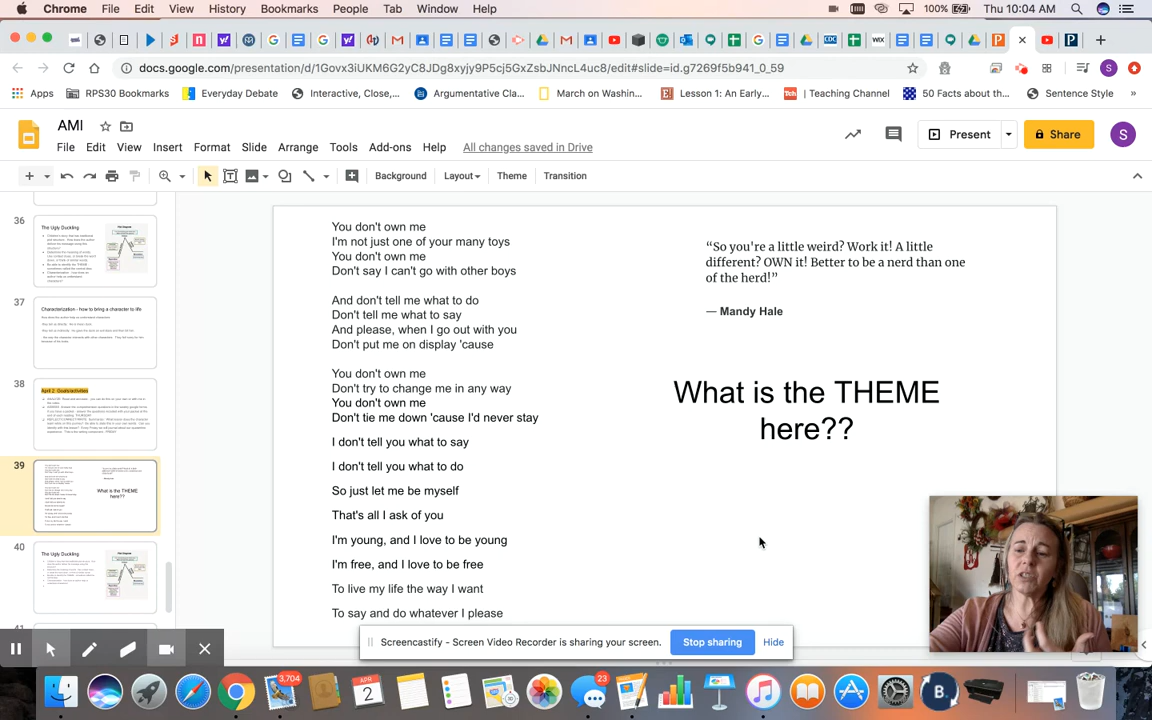 Chrome File Edit View History Bookmarks People Tab Window Help 100% Thu 10:04 AM
docs.google.com/presentation/d/1Govx3iUKM6G2yC8JDg8xyjy9P5cj5GxZsbJNncL4uc8/edit#slide=id.g7269f5b941_0_59
Apps RPS30 Bookmarks Everyday Debate Interactive, Close,... Argumentative Cla... March on Washin... Lesson 1: An Early... | Teaching Channel 50 Facts about th... Sentence Style
AMI
File Edit View Insert Format Slide Arrange Tools Add-ons Help All changes saved in Drive
Present Share S
Background Layout Theme Transition
36
The Ugly Duckling
37
Characterization - how to bring a character to life
38
39
What is the THEME
here??
40
The Ugly Duckling
You don't own me
I'm not just one of your many toys
You don't own me
Don't say I can't go with other boys
And don't tell me what to do
Don't tell me what to say
And please, when I go out with you
Don't put me on display 'cause
You don't own me
Don't try to change me in any way
You don't own me
Don't tie me down 'cause I'd never stay
I don't tell you what to say
I don't tell you what to do
So just let me be myself
That's all I ask of you
I'm young, and I love to be young
I'm free, and I love to be free
To live my life the way I want
To say and do whatever I please
“So you're a little weird? Work it! A little
different? OWN it! Better to be a nerd than one
of the herd!”
— Mandy Hale
What is the THEME
here??
Screencastify - Screen Video Recorder is sharing your screen. Stop sharing Hide
3,704
APR
2
23